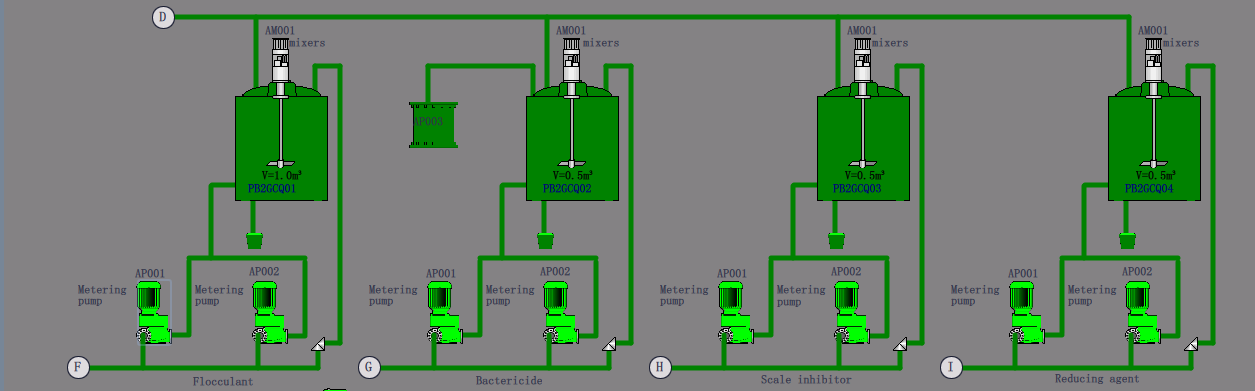 D
AM001
mixers
AM001
mixers
AM001
mixers
AM001
mixers
AP003
V=1.0m³
PB2GCQ01
V=0.5m³
PB2GCQ02
V=0.5m³
PB2GCQ03
V=0.5m³
PB2GCQ04
AP001
Metering
pump
AP002
Metering
pump
AP001
Metering
pump
AP002
Metering
pump
AP001
Metering
pump
AP002
Metering
pump
AP001
Metering
pump
AP002
Metering
pump
F
Flocculant
G
Bactericide
H
Scale inhibitor
I
Reducing agent